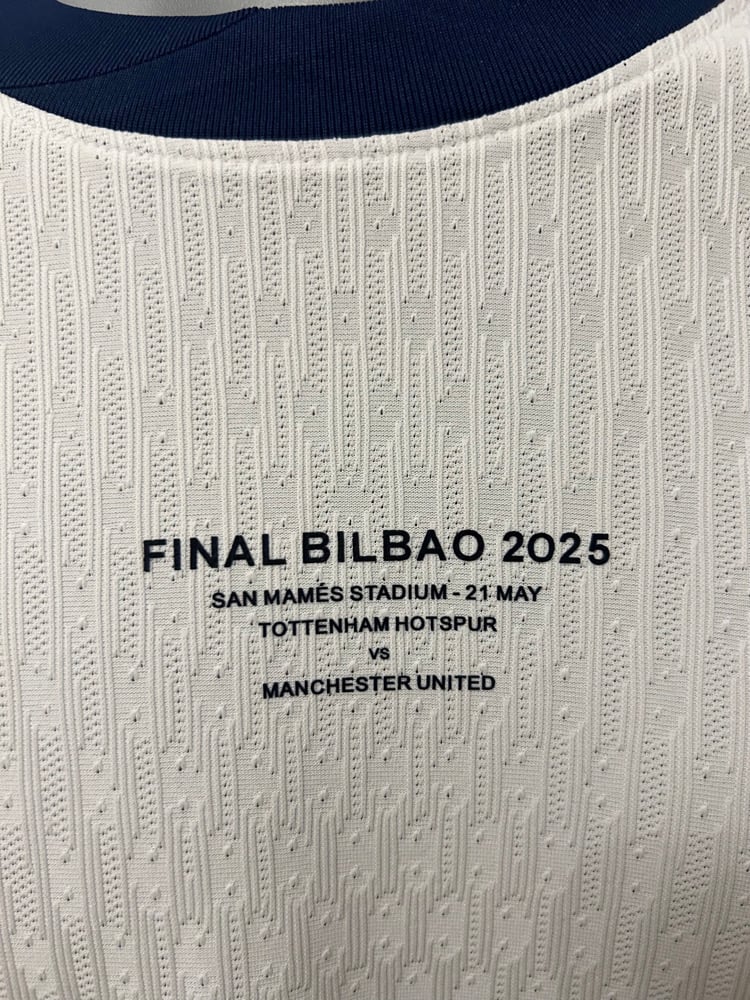 FINAL BILBAO 2025
SAN MAMÉS STADIUM - 21 MAY
TOTTENHAM HOTSPUR
VS
MANCHESTER UNITED